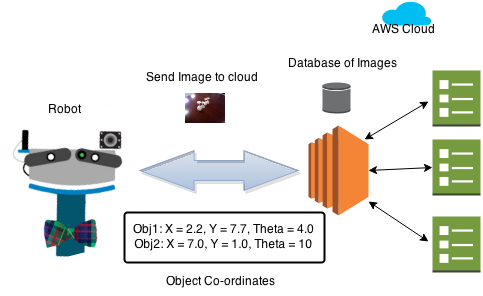 AWS Cloud
Database of Images
Send Image to cloud
Robot
Obj1: X = 2.2, Y = 7.7, Theta = 4.0
Obj2: X = 7.0, Y = 1.0, Theta = 10
Object Co-ordinates